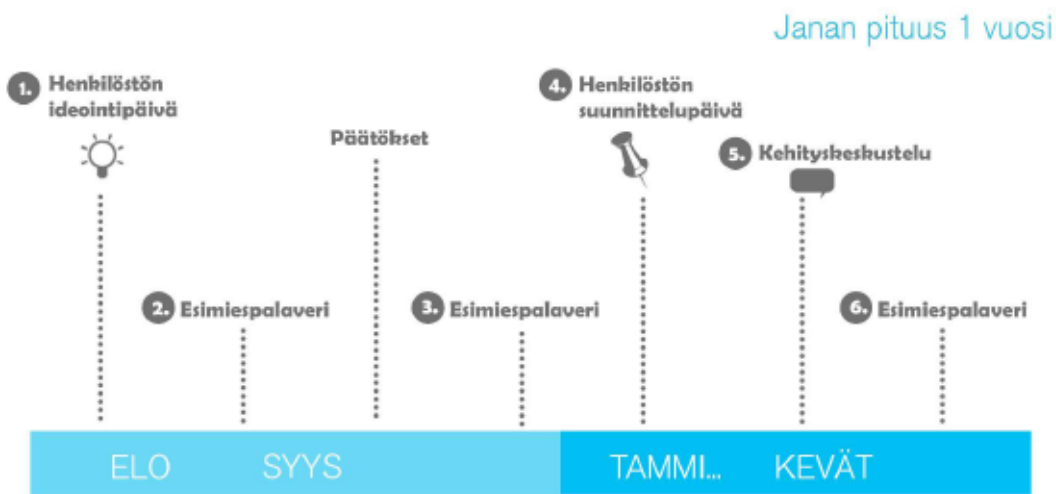 Janan pituus 1 vuosi
1. Henkilöstön
ideointipäivä
Päätökset
4. Henkilöstön
suunnittelupäivä
5. Kehityskeskustelu
2. Esimiespalaveri
3. Esimiespalaveri
6. Esimiespalaveri
ELO SYYS TAMMI... KEVÄT